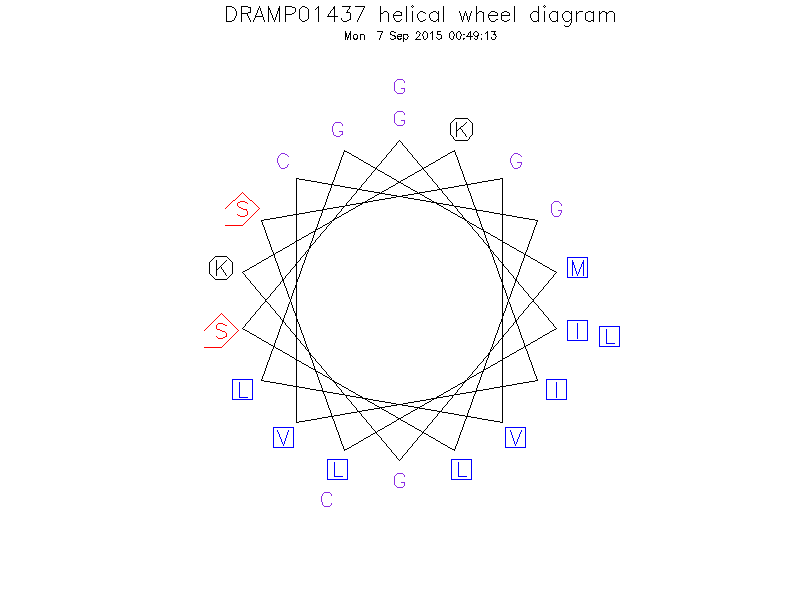 DRAMP01437 helical wheel diagram
Mon 7 Sep 2015 00:49:13
G
G
G K
C G
S G
K M
S I L
L I
V V
L G L
C